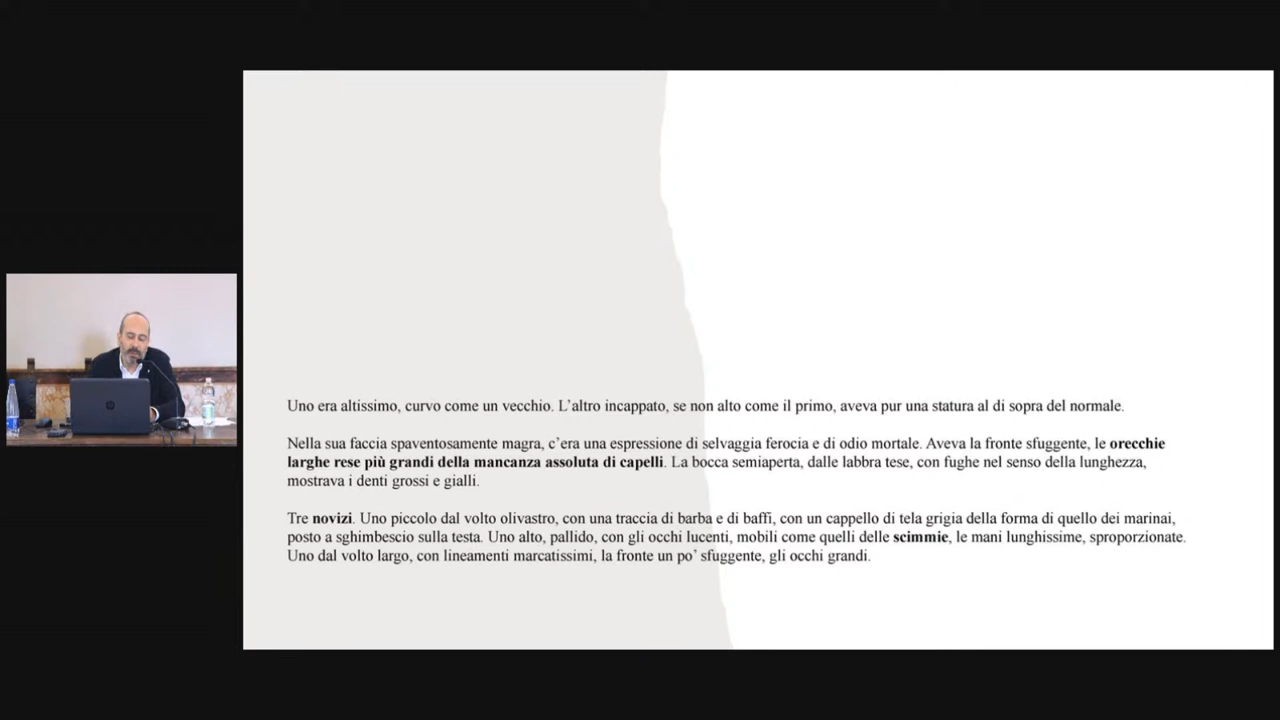 Uno era altissimo, curvo come un vecchio. L’altro incappato, se non alto come il primo, aveva pur una statura al di sopra del normale.
Nella sua faccia spaventosamente magra, c’era una espressione di selvaggia ferocia e di odio mortale. Aveva la fronte sfuggente, le orecchie
larghe rese più grandi della mancanza assoluta di capelli. La bocca semiaperta, dalle labbra tese, con fughe nel senso della lunghezza,
mostrava i denti grossi e gialli.
Tre novizi. Uno piccolo dal volto olivastro, con una traccia di barba e di baffi, con un cappello di tela grigia della forma di quello dei marinai,
posto a sghimbescio sulla testa. Uno alto, pallido, con gli occhi lucenti, mobili come quelli delle scimmie, le mani lunghissime, sproporzionate.
Uno dal volto largo, con lineamenti marcatissimi, la fronte un po’ sfuggente, gli occhi grandi.